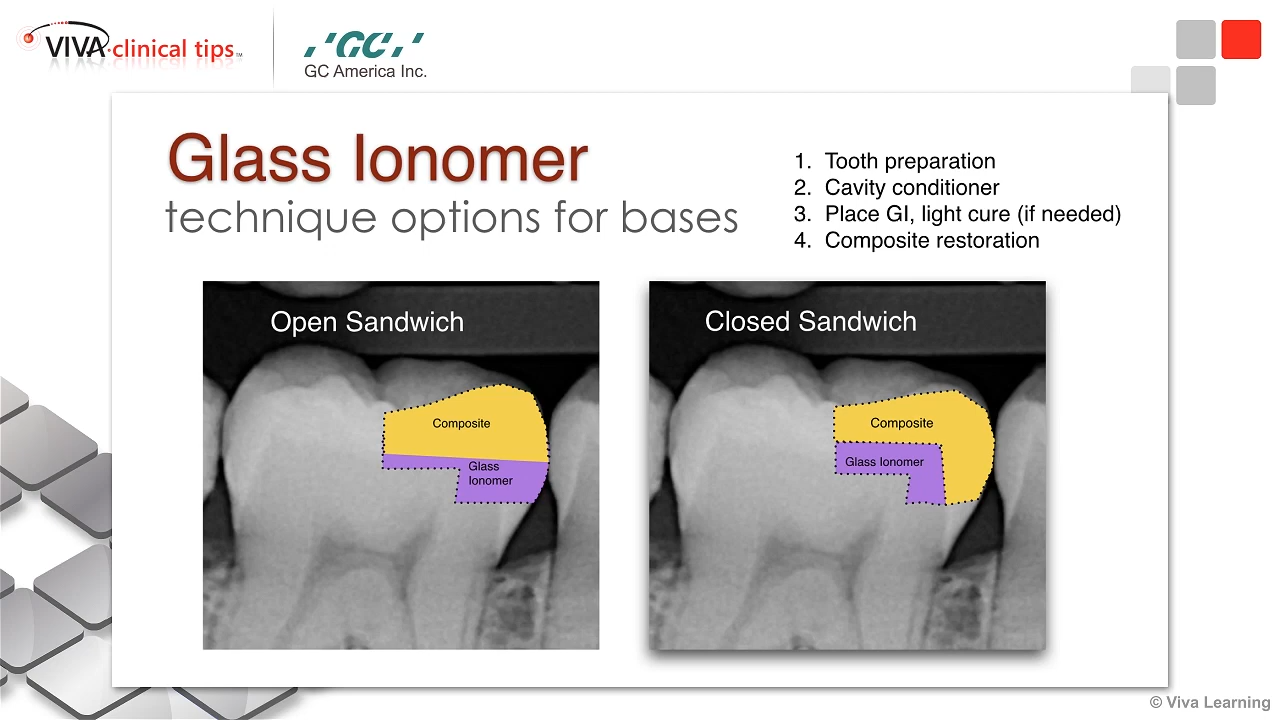 VIVA clinical tips™
GC
GC America Inc.
Glass Ionomer
technique options for bases
1. Tooth preparation
2. Cavity conditioner
3. Place GI, light cure (if needed)
4. Composite restoration
Open Sandwich
Composite
Glass
Ionomer
Closed Sandwich
Composite
Glass Ionomer
© Viva Learning